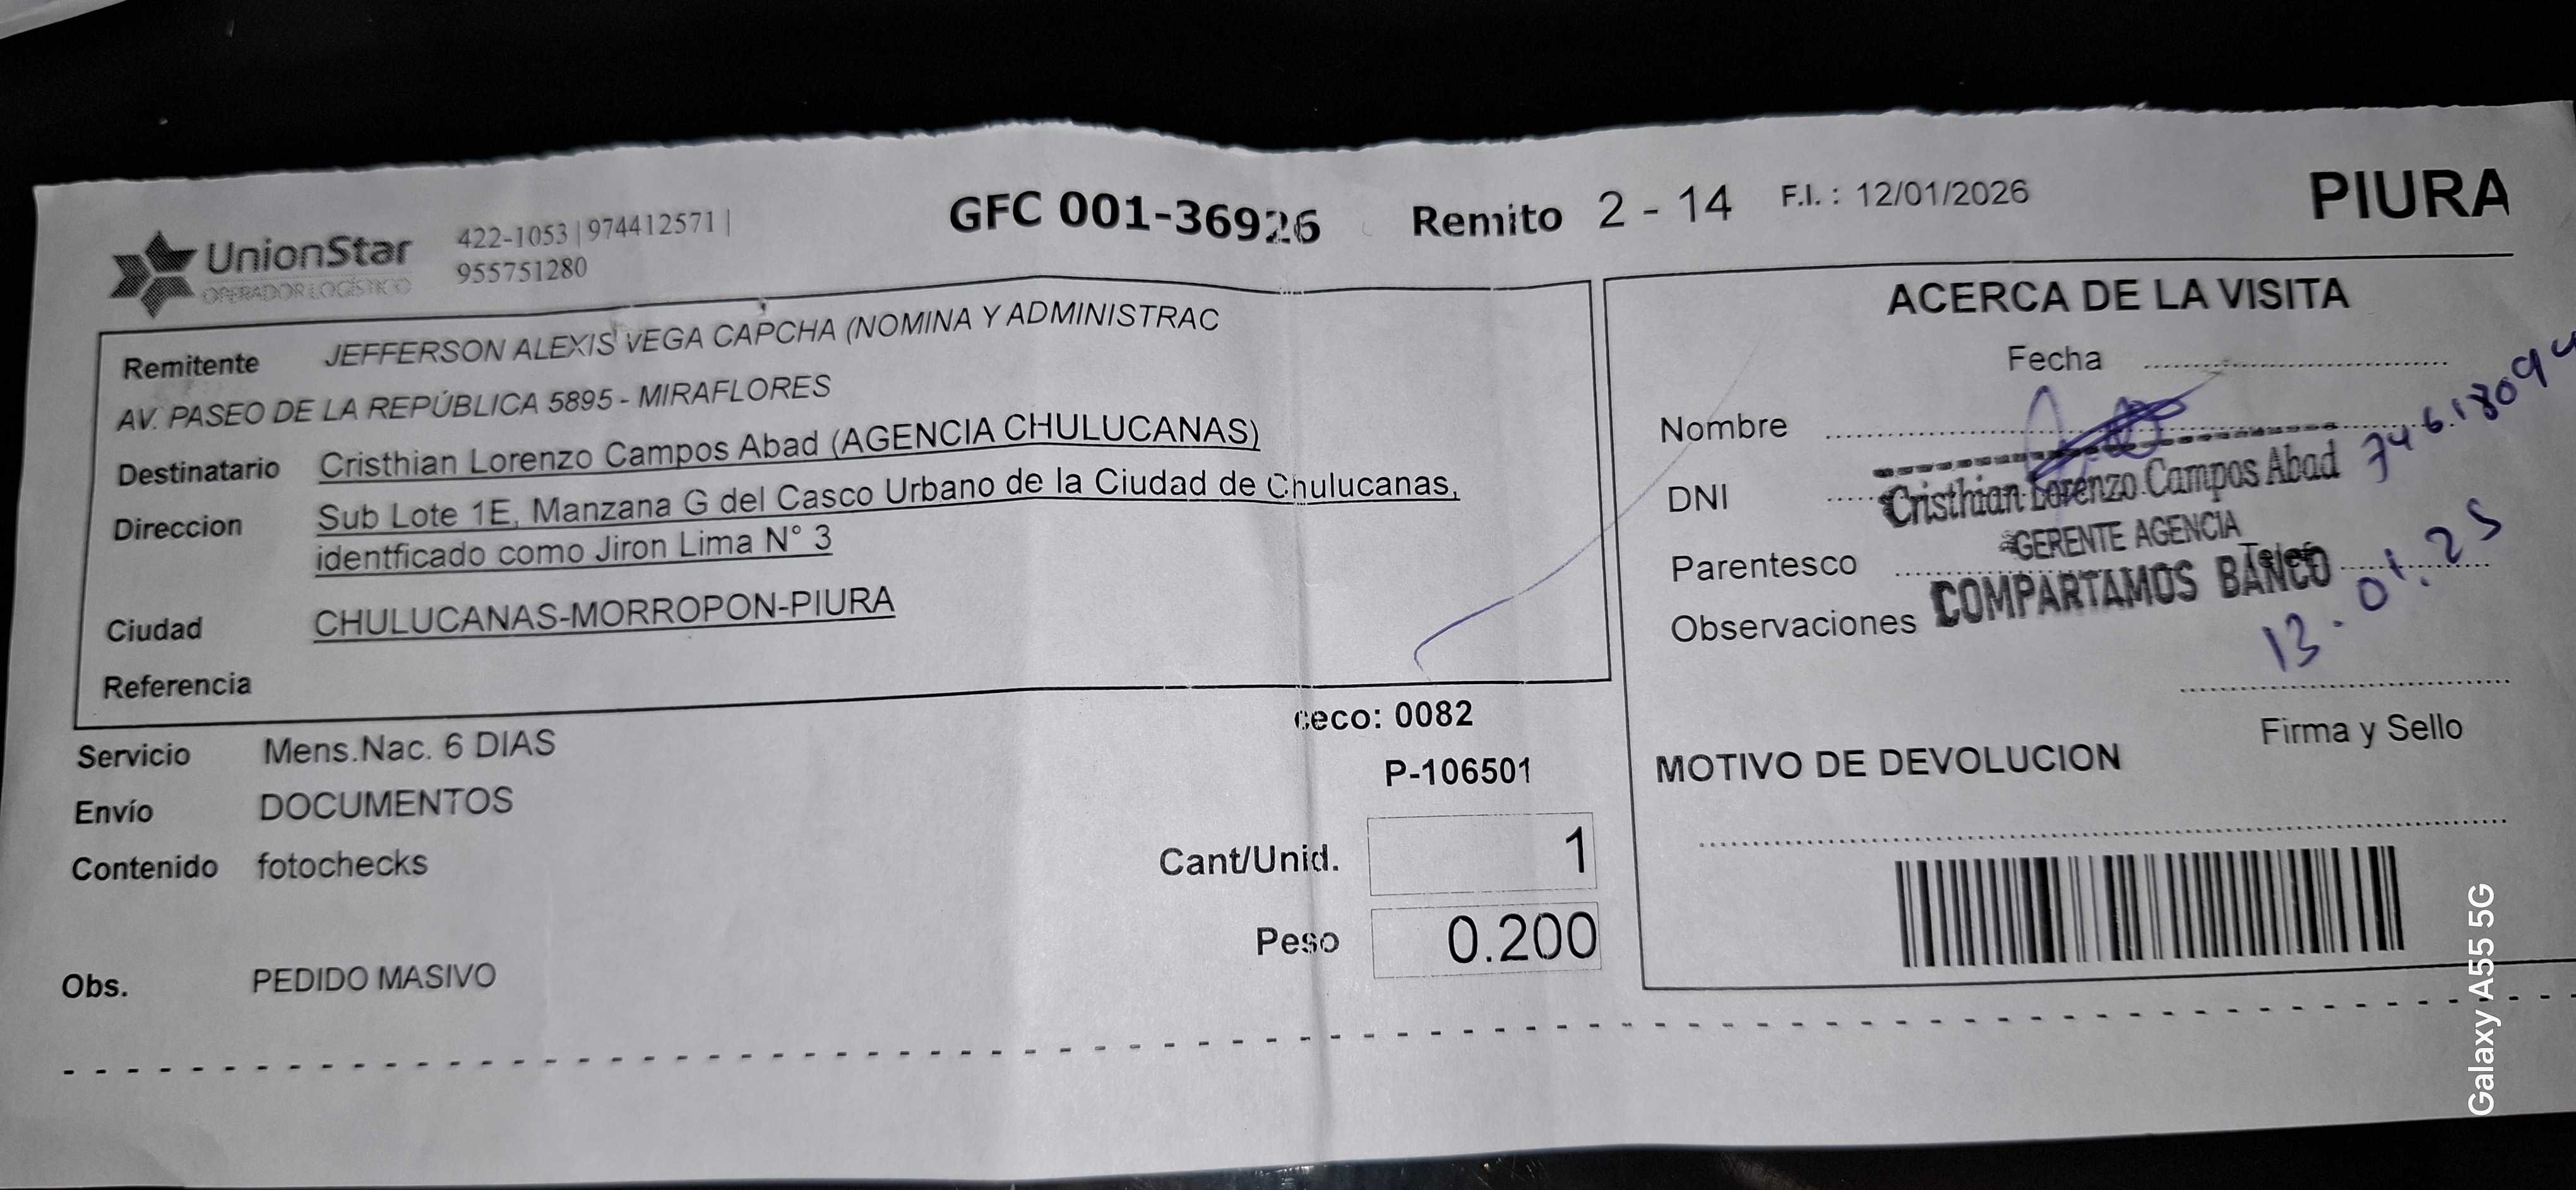 UnionStar
OPERADOR LOGÍSTICO
422-1053 | 974412571 |
955751280
GFC 001-36926
Remito 2 - 14
F.I. : 12/01/2026
PIURA
Remitente JEFFERSON ALEXIS VEGA CAPCHA (NOMINA Y ADMINISTRAC
AV. PASEO DE LA REPÚBLICA 5895 - MIRAFLORES
Destinatario Cristhian Lorenzo Campos Abad (AGENCIA CHULUCANAS)
Direccion Sub Lote 1E, Manzana G del Casco Urbano de la Ciudad de Chulucanas,
identficado como Jiron Lima N° 3
Ciudad CHULUCANAS-MORROPON-PIURA
Referencia
Servicio Mens.Nac. 6 DIAS
Envío DOCUMENTOS
Contenido fotochecks
Obs. PEDIDO MASIVO
ceco: 0082
P-106501
Cant/Unid. 1
Peso 0.200
ACERCA DE LA VISITA
Fecha
Nombre
DNI
Parentesco
Telef
Observaciones
Cristhian Lorenzo Campos Abad
GERENTE AGENCIA
COMPARTAMOS BANCO
13.01.25
Firma y Sello
MOTIVO DE DEVOLUCION
Galaxy A55 5G